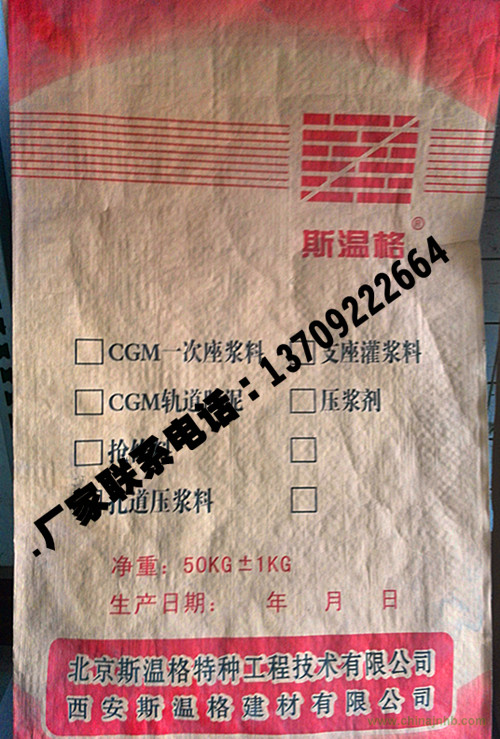 斯温格®
CGM一次座浆料
支座灌浆料
CGM轨道
泥
压浆剂
抢
孔道压浆料
.厂家联系电话：13709222664
净重：50KG±1KG
生产日期： 年 月 日
北京斯温格特种工程技术有限公司
西安斯温格建材有限公司